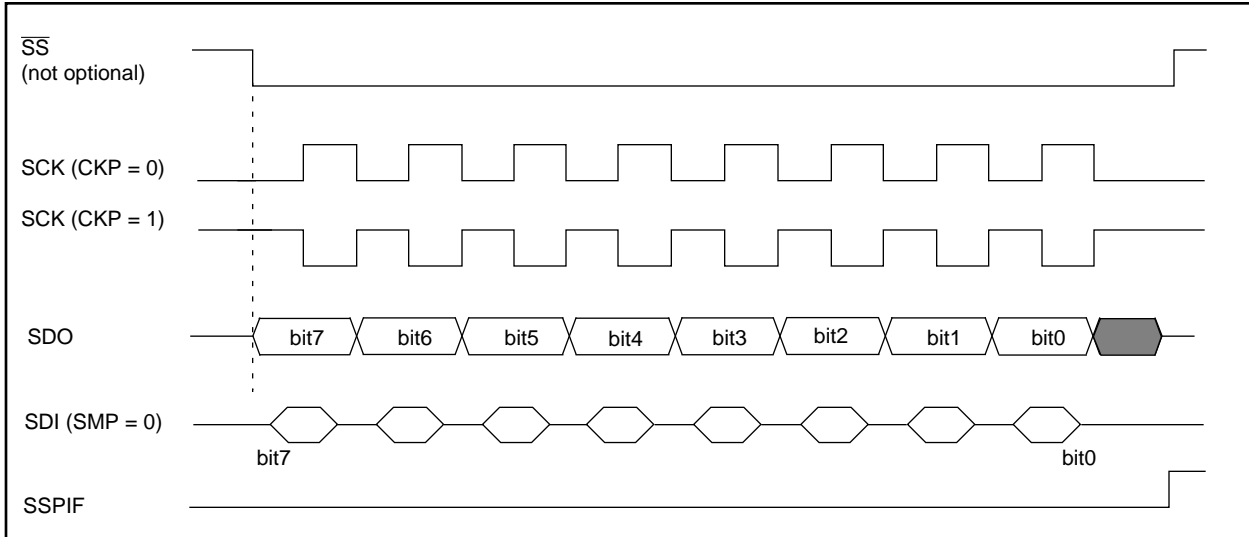 SS
(not optional)
SCK (CKP = 0)
SCK (CKP = 1)
SDO
bit7 bit6 bit5 bit4 bit3 bit2 bit1 bit0
SDI (SMP = 0)
bit7 bit0
SSPIF